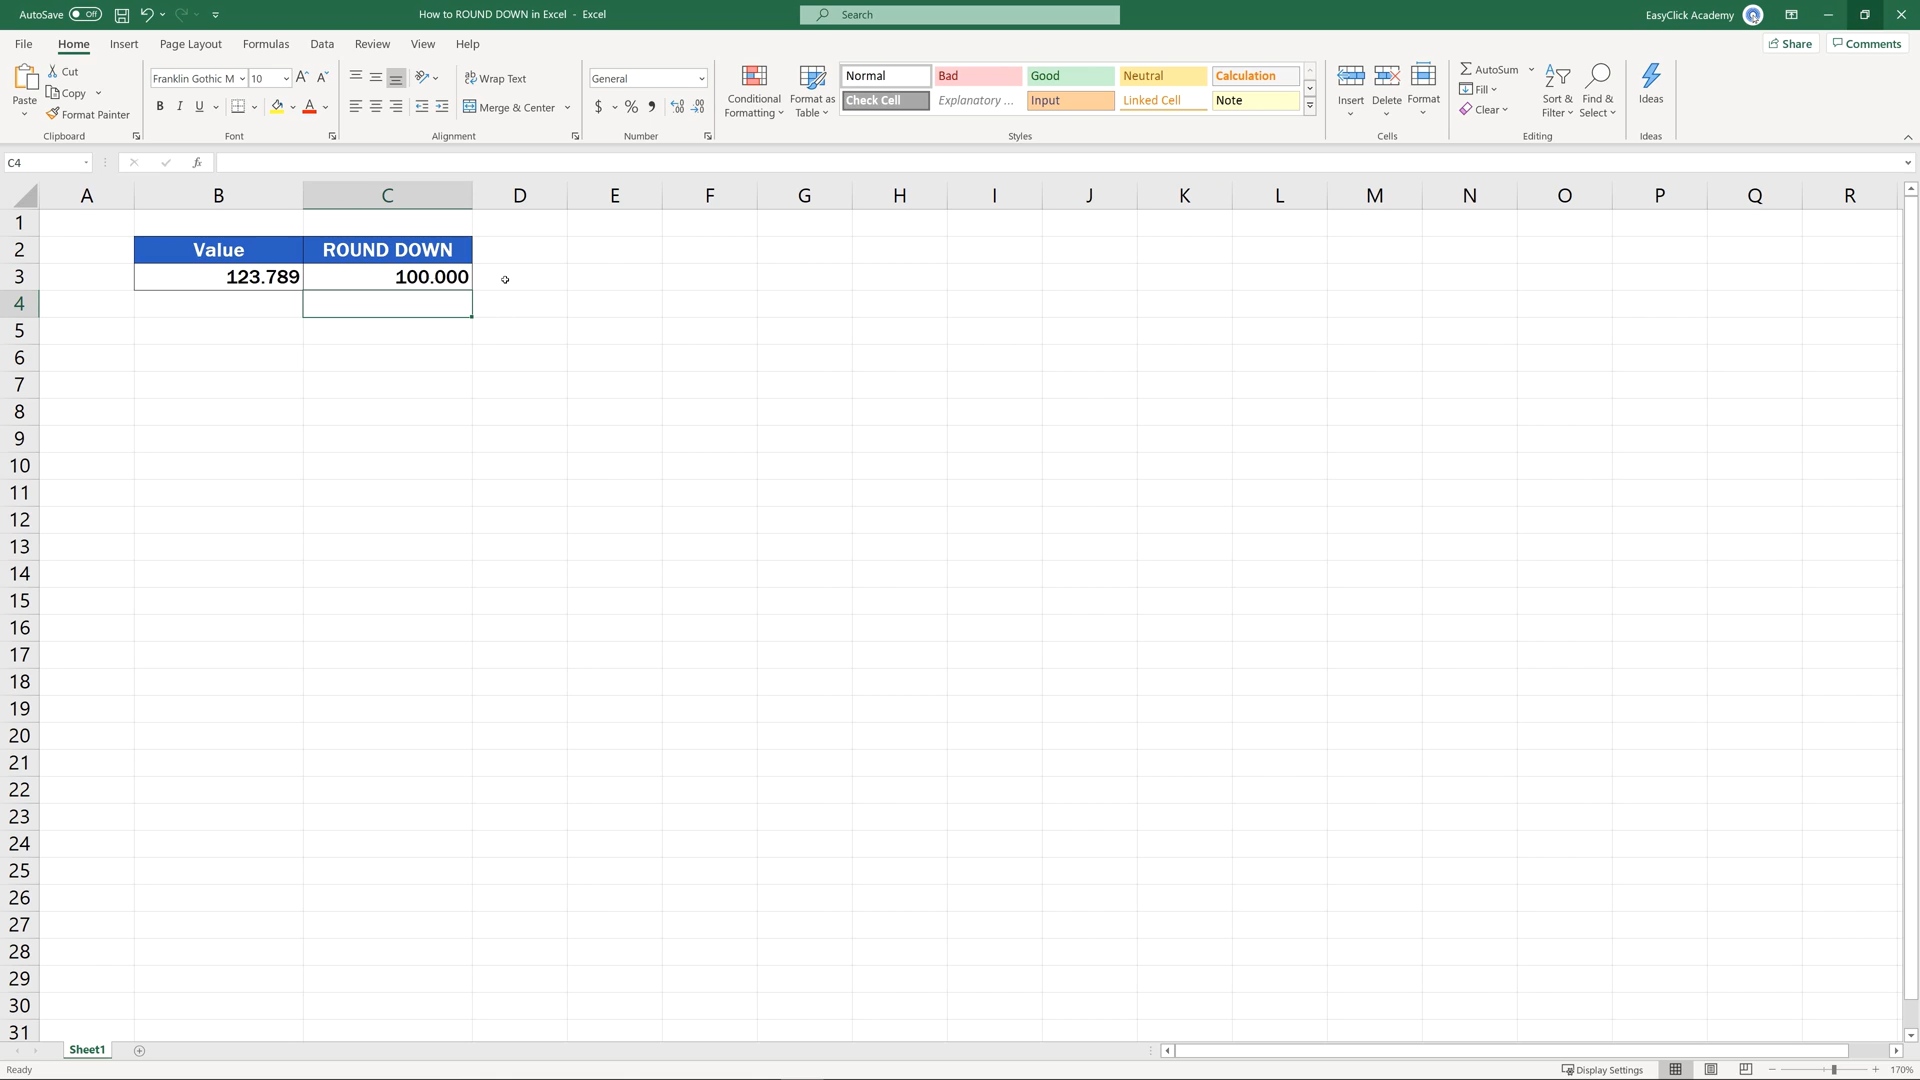 AutoSave Off How to ROUND DOWN in Excel - Excel Search EasyClick Academy
File Home Insert Page Layout Formulas Data Review View Help Share Comments
Paste Cut Copy Format Painter Clipboard
Franklin Gothic M 10 B I U A Font
Wrap Text Merge & Center Alignment
General $ % Number
Conditional Formatting Format as Table
Normal Bad Good Neutral Calculation
Check Cell Explanatory ... Input Linked Cell Note
Styles
Insert Delete Format Cells
AutoSum Fill Clear Sort & Filter Find & Select Editing
Ideas Ideas
C4 fx
A B C D E F G H I J K L M N O P Q R
1
2 Value ROUND DOWN
3 123.789 100.000
4
5
6
7
8
9
10
11
12
13
14
15
16
17
18
19
20
21
22
23
24
25
26
27
28
29
30
31
Sheet1
Ready Display Settings 170%